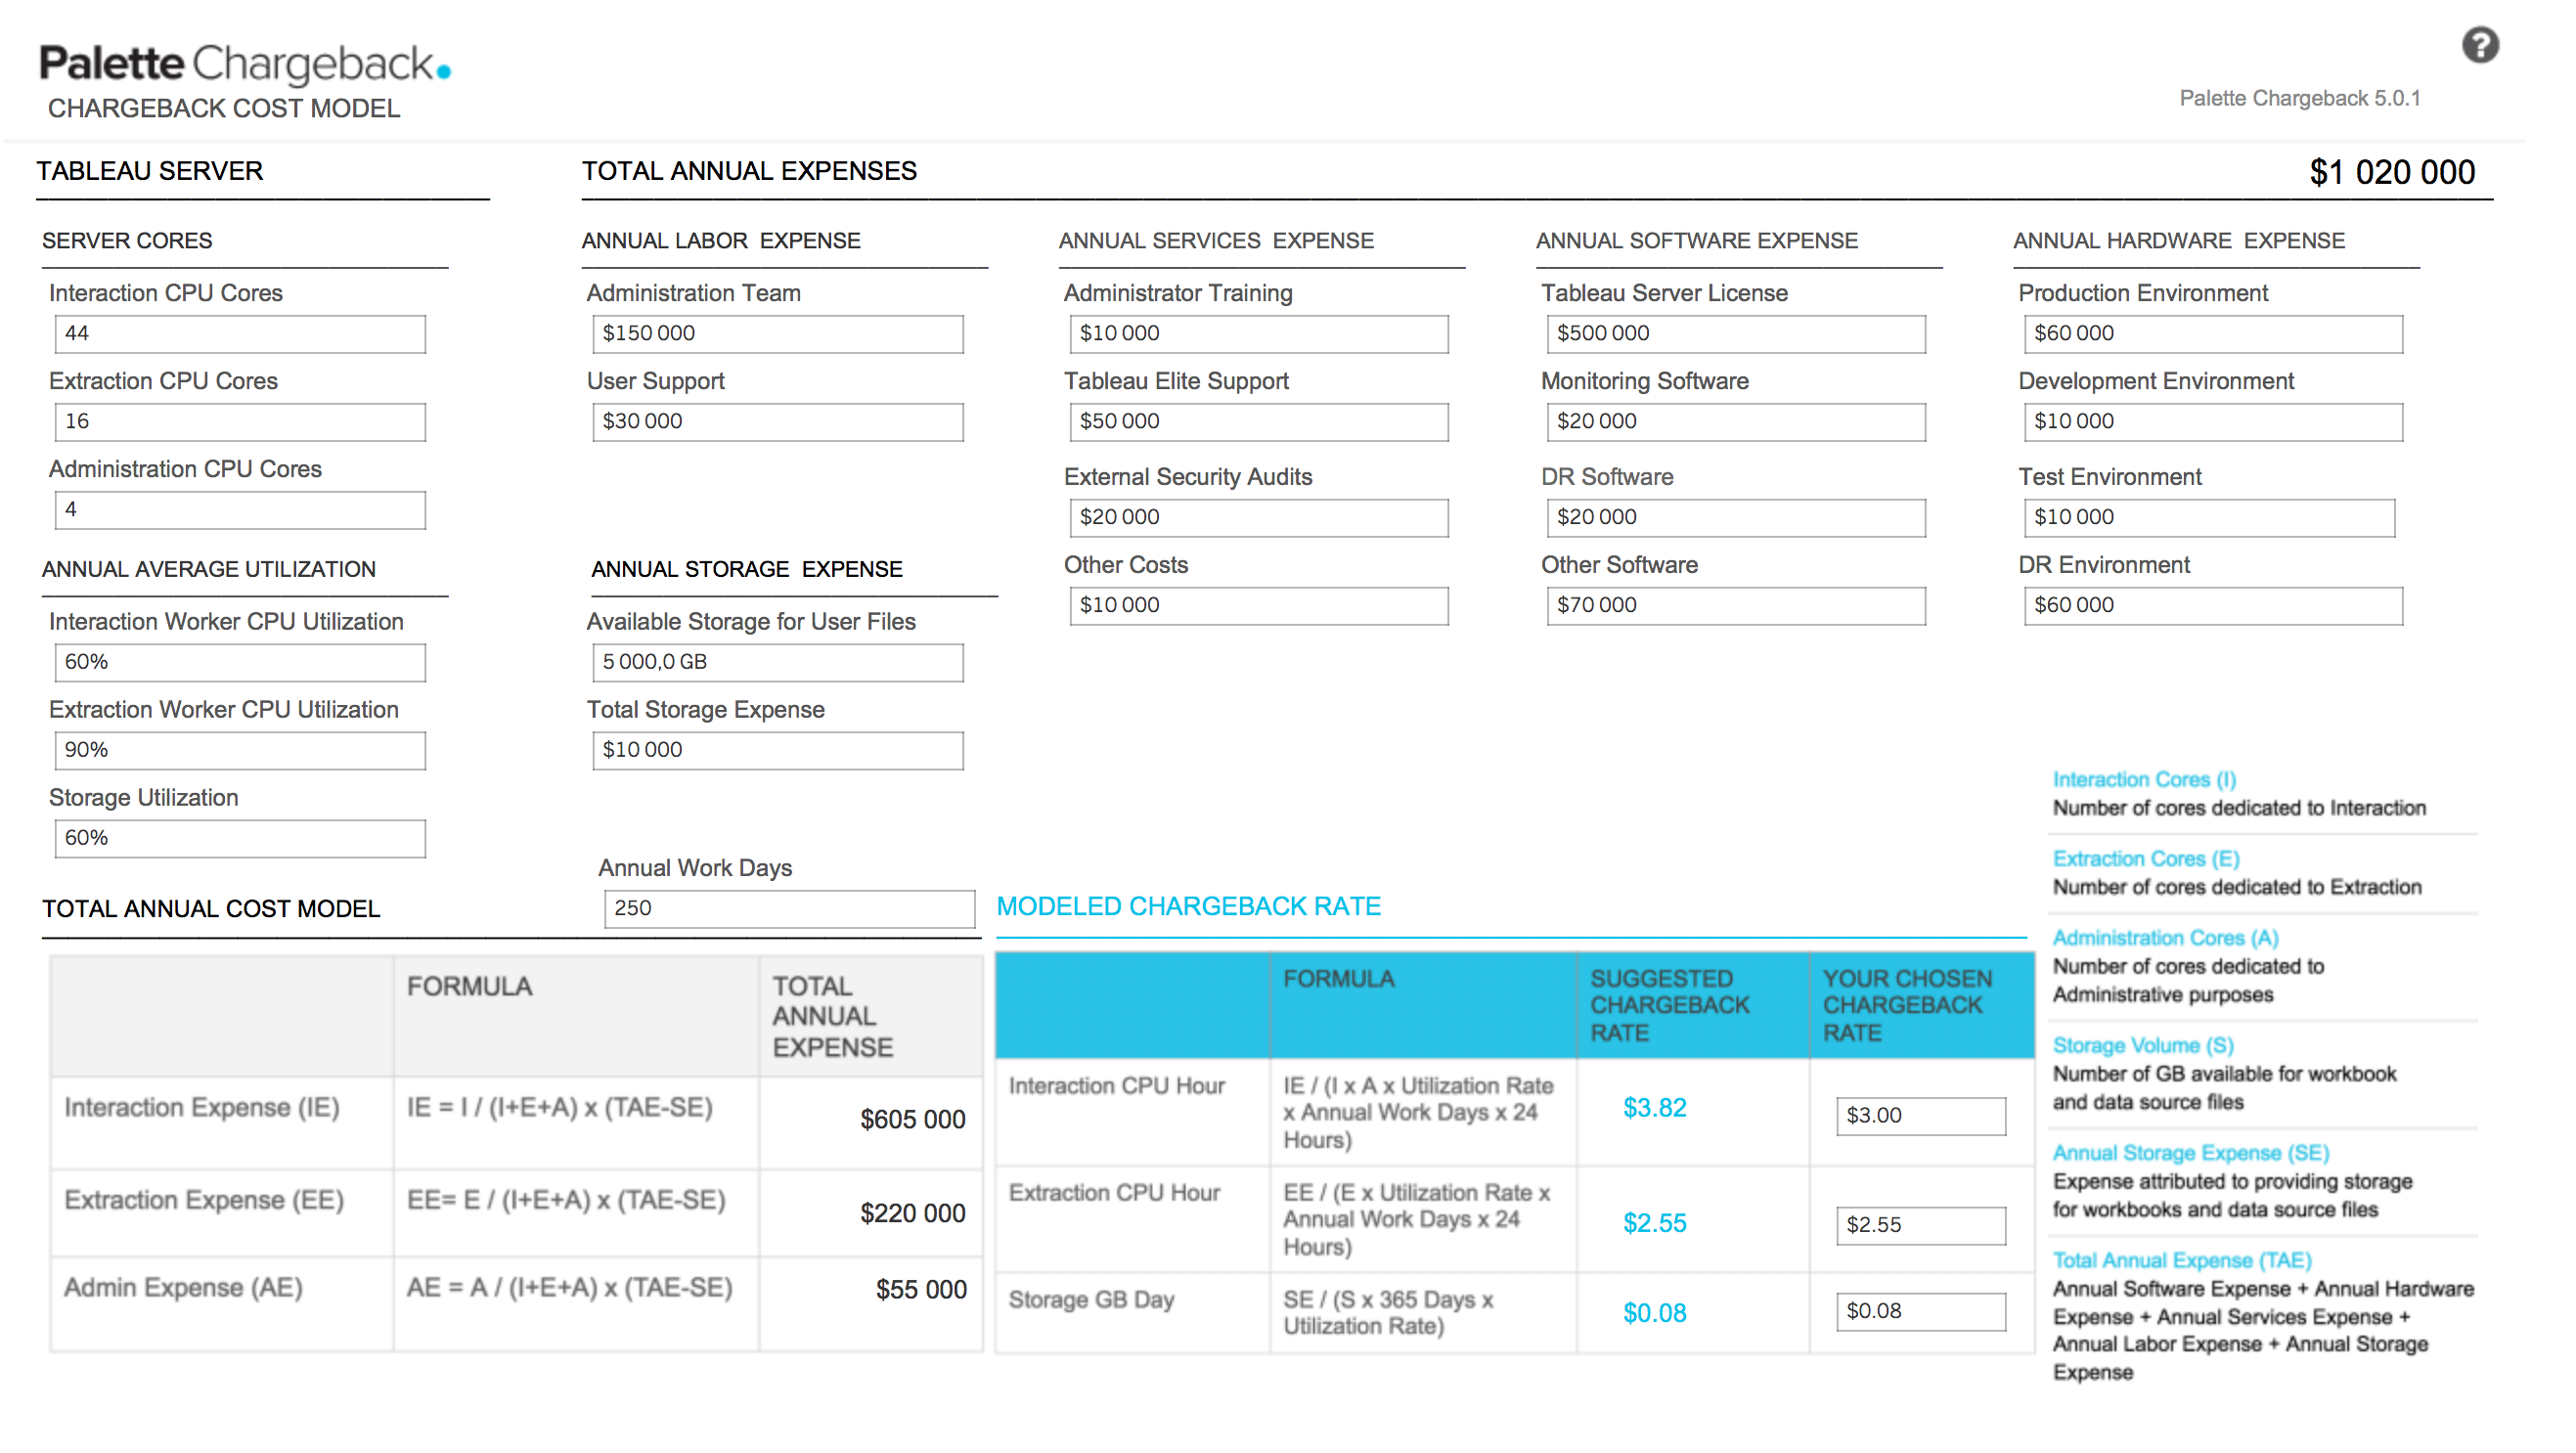 Palette Chargeback.
CHARGEBACK COST MODEL
?
Palette Chargeback 5.0.1
TABLEAU SERVER
TOTAL ANNUAL EXPENSES
$1 020 000
SERVER CORES
Interaction CPU Cores
44
Extraction CPU Cores
16
Administration CPU Cores
4
ANNUAL AVERAGE UTILIZATION
Interaction Worker CPU Utilization
60%
Extraction Worker CPU Utilization
90%
Storage Utilization
60%
ANNUAL LABOR EXPENSE
Administration Team
$150 000
User Support
$30 000
ANNUAL STORAGE EXPENSE
Available Storage for User Files
5 000,0 GB
Total Storage Expense
$10 000
ANNUAL SERVICES EXPENSE
Administrator Training
$10 000
Tableau Elite Support
$50 000
External Security Audits
$20 000
Other Costs
$10 000
ANNUAL SOFTWARE EXPENSE
Tableau Server License
$500 000
Monitoring Software
$20 000
DR Software
$20 000
Other Software
$70 000
ANNUAL HARDWARE EXPENSE
Production Environment
$60 000
Development Environment
$10 000
Test Environment
$10 000
DR Environment
$60 000
Annual Work Days
250
TOTAL ANNUAL COST MODEL
FORMULA
TOTAL
ANNUAL
EXPENSE
Interaction Expense (IE)
IE = I / (I+E+A) x (TAE-SE)
$605 000
Extraction Expense (EE)
EE= E / (I+E+A) x (TAE-SE)
$220 000
Admin Expense (AE)
AE = A / (I+E+A) x (TAE-SE)
$55 000
MODELED CHARGEBACK RATE
FORMULA
SUGGESTED
CHARGEBACK
RATE
YOUR CHOSEN
CHARGEBACK
RATE
Interaction CPU Hour
IE / (I x A x Utilization Rate
x Annual Work Days x 24
Hours)
$3.82
$3.00
Extraction CPU Hour
EE / (E x Utilization Rate x
Annual Work Days x 24
Hours)
$2.55
$2.55
Storage GB Day
SE / (S x 365 Days x
Utilization Rate)
$0.08
$0.08
Interaction Cores (I)
Number of cores dedicated to Interaction
Extraction Cores (E)
Number of cores dedicated to Extraction
Administration Cores (A)
Number of cores dedicated to
Administrative purposes
Storage Volume (S)
Number of GB available for workbook
and data source files
Annual Storage Expense (SE)
Expense attributed to providing storage
for workbooks and data source files
Total Annual Expense (TAE)
Annual Software Expense + Annual Hardware
Expense + Annual Services Expense +
Annual Labor Expense + Annual Storage
Expense